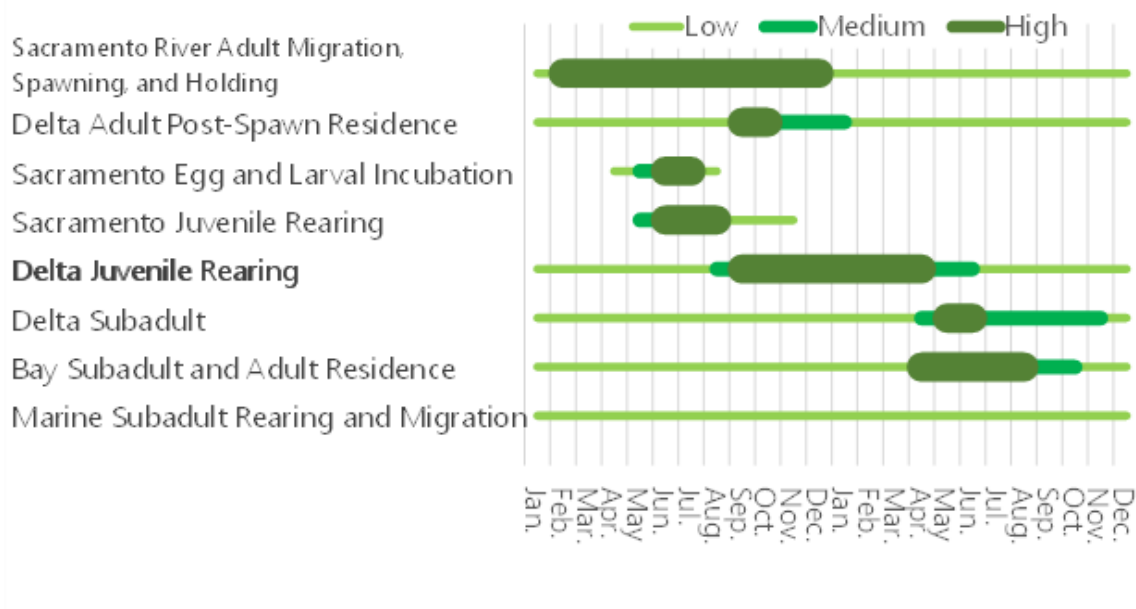 Low Medium High
Sacramento River Adult Migration,
Spawning, and Holding
Delta Adult Post-Spawn Residence
Sacramento Egg and Larval Incubation
Sacramento Juvenile Rearing
Delta Juvenile Rearing
Delta Subadult
Bay Subadult and Adult Residence
Marine Subadult Rearing and Migration
Jan.
Feb.
Mar.
Apr.
May
Jun.
Jul.
Aug.
Sep.
Oct.
Nov.
Dec.
Jan.
Feb.
Mar.
Apr.
May
Jun.
Jul.
Aug.
Sep.
Oct.
Nov.
Dec.